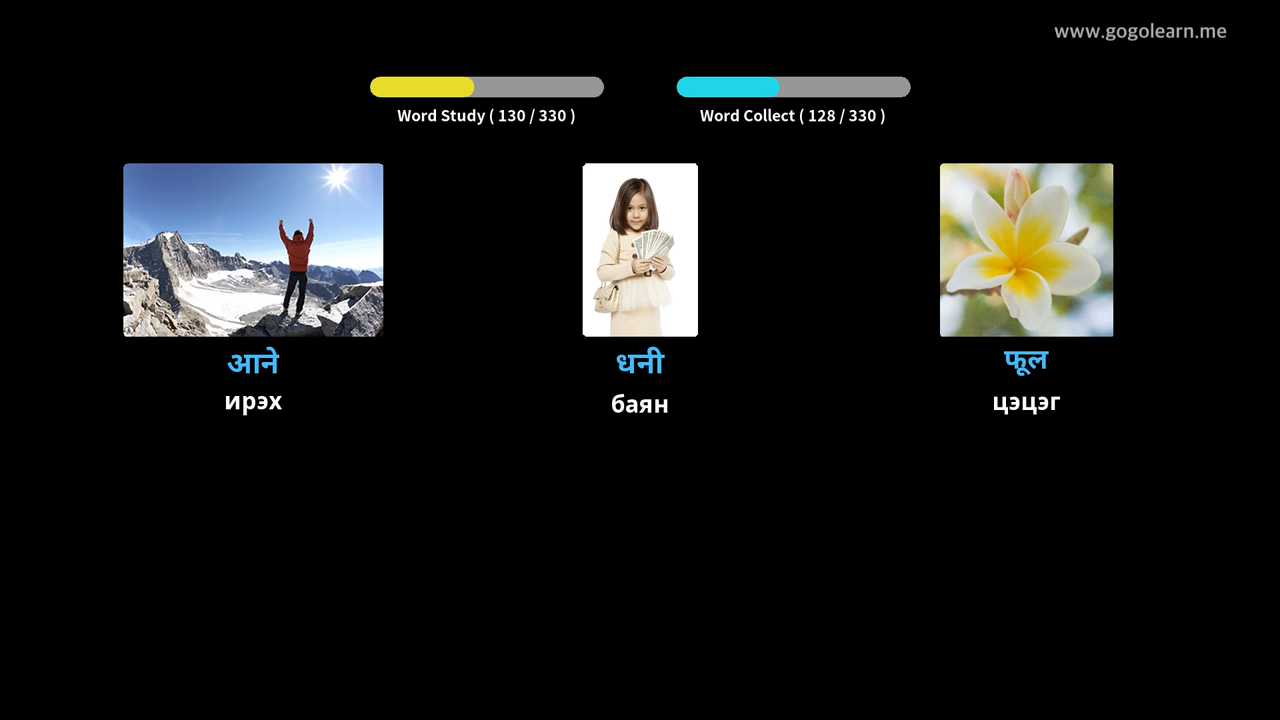 www.gogolearn.me
Word Study ( 130 / 330 )
Word Collect ( 128 / 330 )
आने
ирэх
धनी
баян
फूल
цэцэг